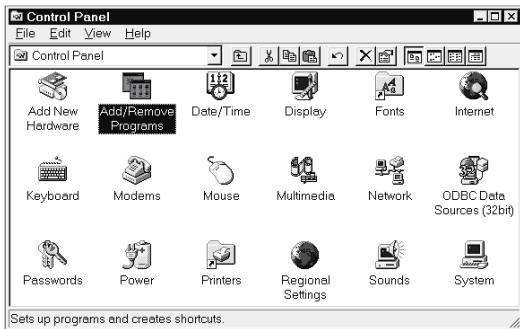 Control Panel
File Edit View Help
Control Panel
Add New Hardware
Add/Remove Programs
Date/Time
Display
Fonts
Internet
Keyboard
Modems
Mouse
Multimedia
Network
ODBC Data Sources (32bit)
Passwords
Power
Printers
Regional Settings
Sounds
System
Sets up programs and creates shortcuts.